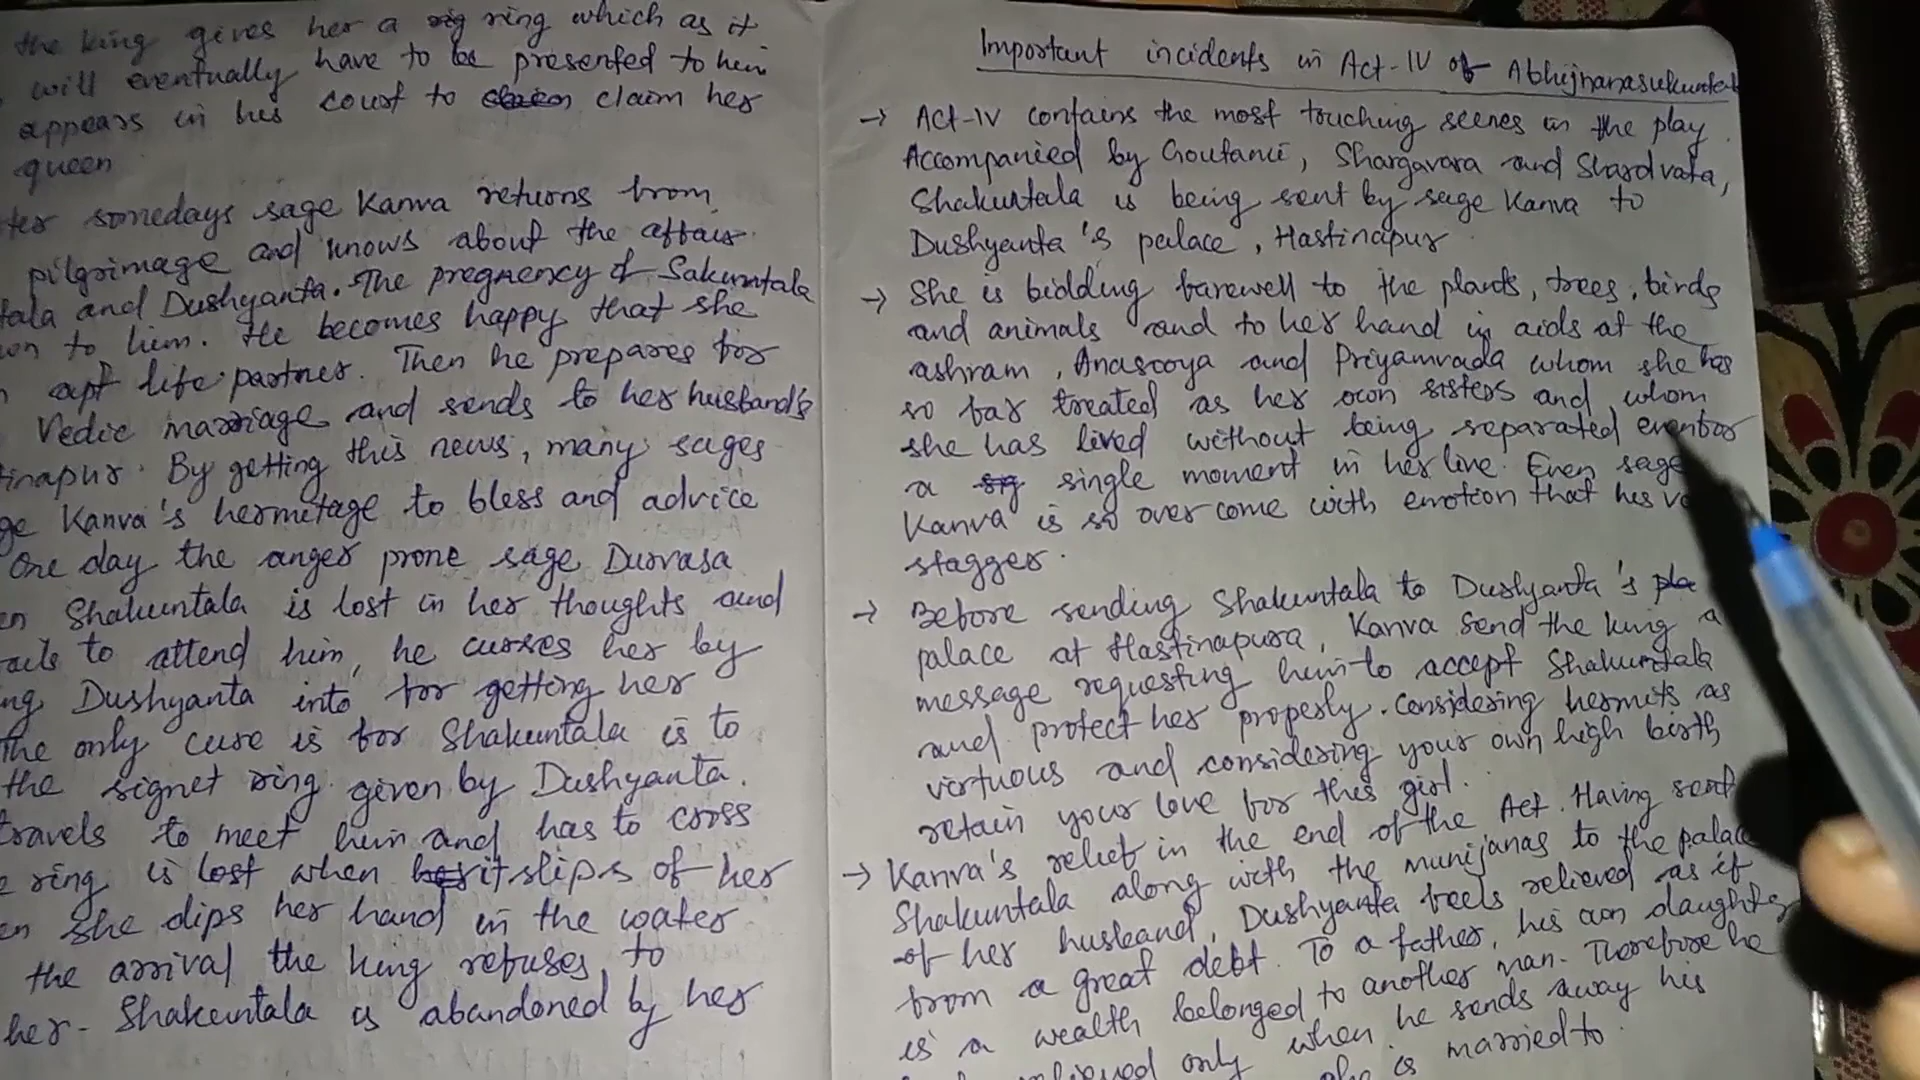 the king gives her a ring which as it
will eventually have to be presented to him
appears in his court to claim her
queen
somedays sage Kanva returns from
pilgrimage and knows about the affair
tala and Dushyanta. The pregnency of Sakuntala
to him. He becomes happy that she
apt life partner. Then he prepares for
Vedic marriage and sends to her husband's
tinapur. By getting this news, many sages
Kanva's hermitage to bless and advice
One day the anger prone sage Durvasa
Shakuntala is lost in her thoughts and
to attend him, he curses her by
Dushyanta into for getting her
The only cure is for Shakuntala is to
the signet ring given by Dushyanta.
travels to meet him and has to cross
ring is lost when it slips of her
she dips her hand in the water
the arrival the king refuses to
her. Shakuntala is abandoned by her
Important incidents in Act-IV of Abhijnanasukuntal
→ Act-IV contains the most touching scenes in the play.
Accompanied by Goutami, Shargavara and Shardvata,
Shakuntala is being sent by sage Kanva to
Dushyanta's palace, Hastinapur
→ She is bidding farewell to the plants, trees, birds
and animals and to her hand in aids at the
ashram, Anasooya and Priyamvada whom she has
so far treated as her own sisters and whom
she has lived without being separated even for
a single moment in her live. Even sage
Kanva is so over come with emotion that his
stagger.
→ Before sending Shakuntala to Dushyanta's
palace at Hastinapura, Kanva send the king a
message requesting him to accept Shakuntala
and protect her properly. Considering hermits as
virtuous and considering your own high birth
retain your love for this girl.
→ Kanva's relief in the end of the Act. Having sent
Shakuntala along with the munijanas to the palace
of her husband, Dushyanta feels relieved as if
from a great debt. To a father, his own daughter
is a wealth belonged to another man. Therefore he
only when he sends away his
is married to